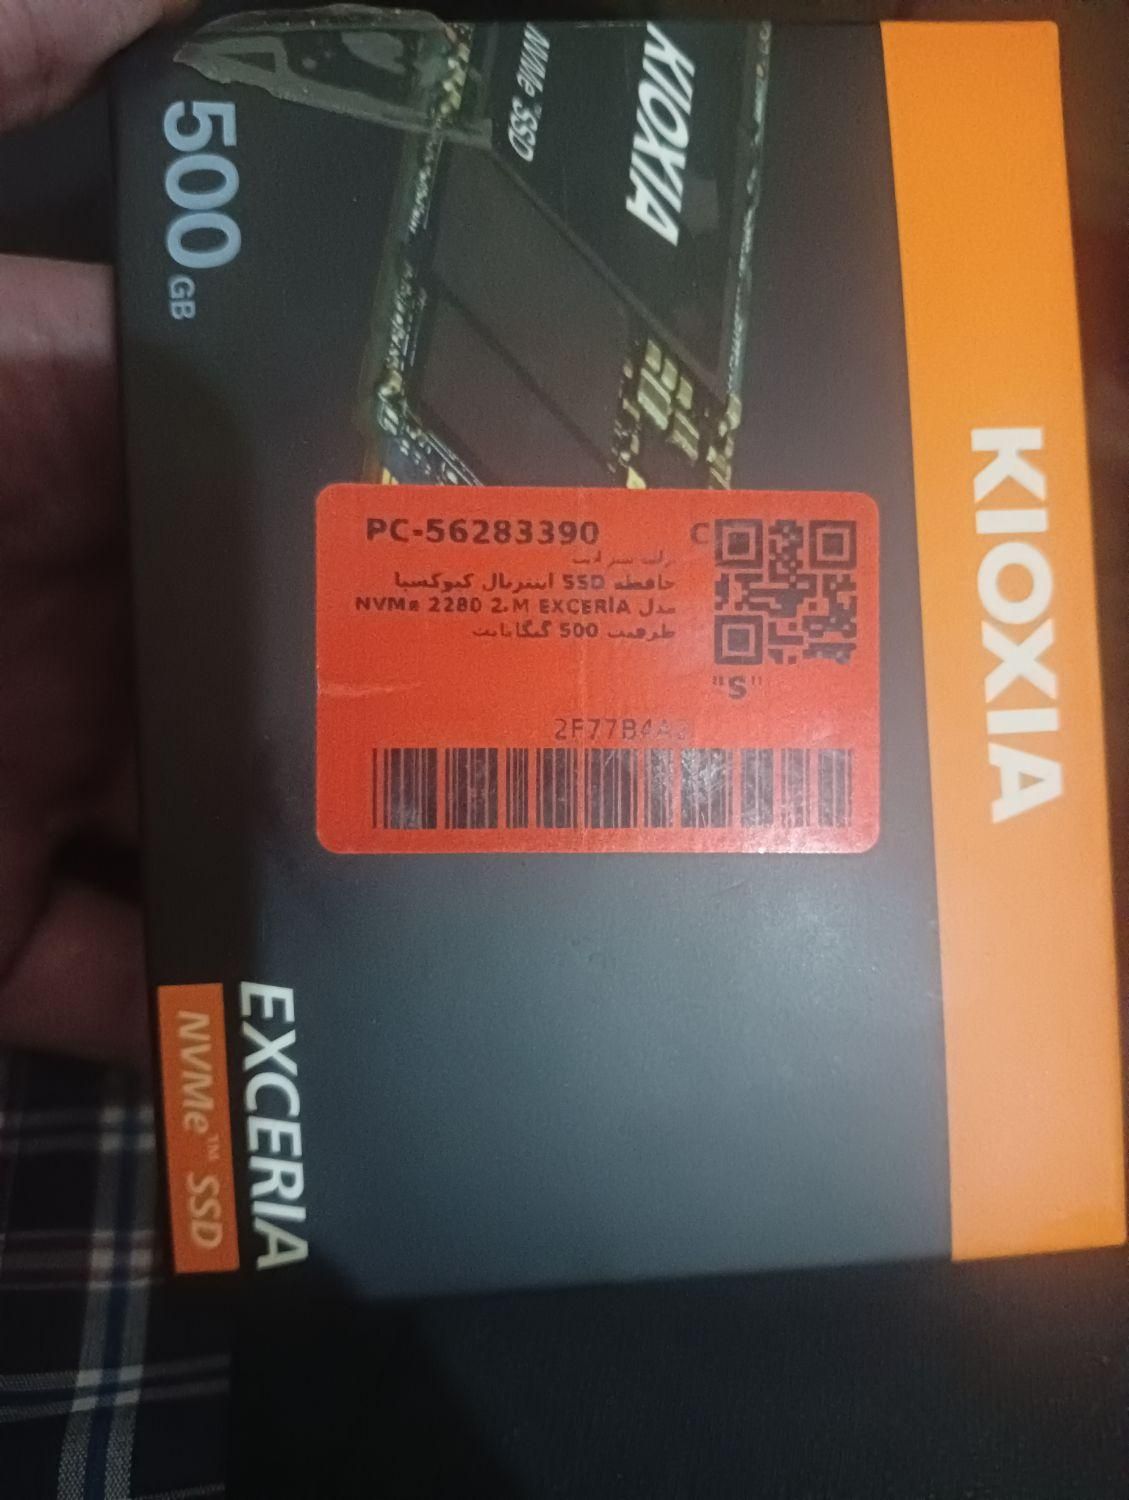 KIOXIA
NVMe SSD
KIOXIA
500 GB
PC-56283390
C
حافظه SSD اینترنال کیوکسیا
مدل NVMe 2280 2.M EXCERIA
ظرفیت 500 گیگابایت
"S"
EXCERIA
NVMe™ SSD